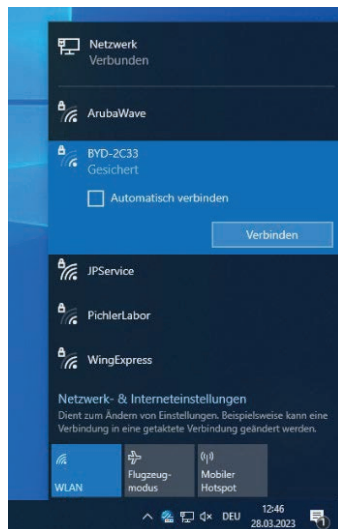 Netzwerk
Verbunden
ArubaWave
BYD-2C33
Gesichert
Automatisch verbinden
Verbinden
JPService
PichlerLabor
WingExpress
Netzwerk- & Interneteinstellungen
Dient zum Ändern von Einstellungen. Beispielsweise kann eine
Verbindung in eine getaktete Verbindung geändert werden.
WLAN
Flugzeug-
modus
Mobiler
Hotspot
DEU
12:46
28.03.2023
1